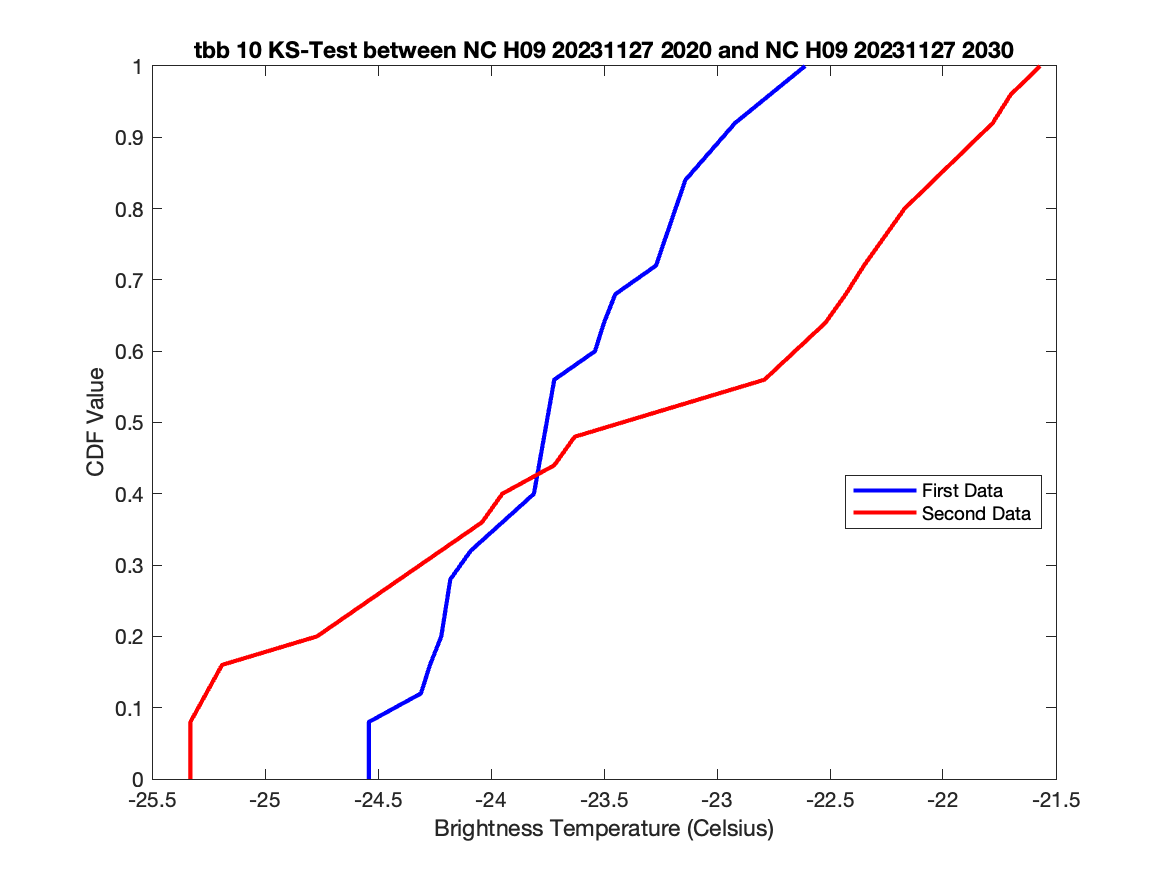 tbb 10 KS-Test between NC H09 20231127 2020 and NC H09 20231127 2030
1
0.9
0.8
0.7
0.6
0.5
0.4
0.3
0.2
0.1
0
CDF Value
First Data
Second Data
-25.5 -25 -24.5 -24 -23.5 -23 -22.5 -22 -21.5
Brightness Temperature (Celsius)